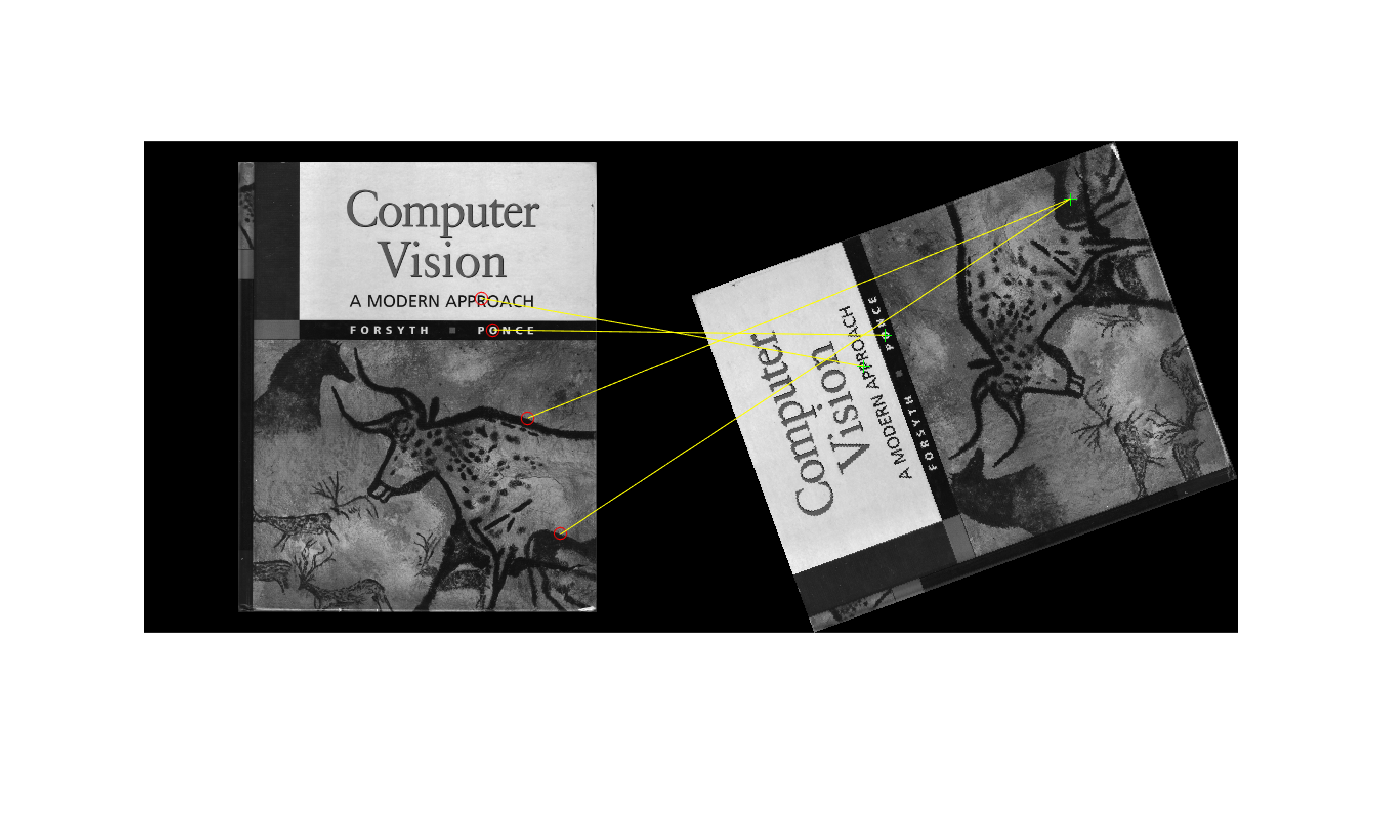 Computer
Vision
A MODERN APPROACH
FORSYTH ■ PONCE
Computer
Vision
A MODERN APPROACH
FORSYTH ■ PONCE